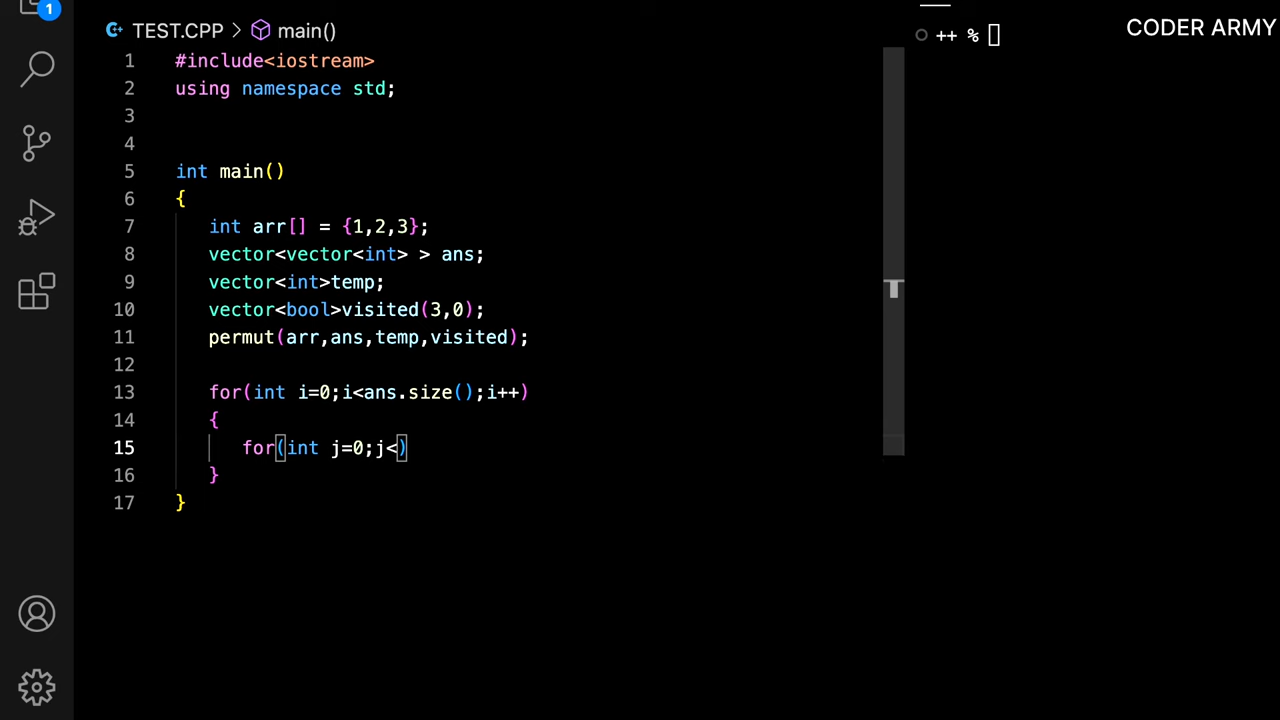 1
TEST.CPP > main()
++ %
CODER ARMY
1 #include<iostream>
2 using namespace std;
3
4
5 int main()
6 {
7 int arr[] = {1,2,3};
8 vector<vector<int> > ans;
9 vector<int>temp;
10 vector<bool>visited(3,0);
11 permut(arr,ans,temp,visited);
12
13 for(int i=0;i<ans.size();i++)
14 {
15 for(int j=0;j<)
16 }
17 }